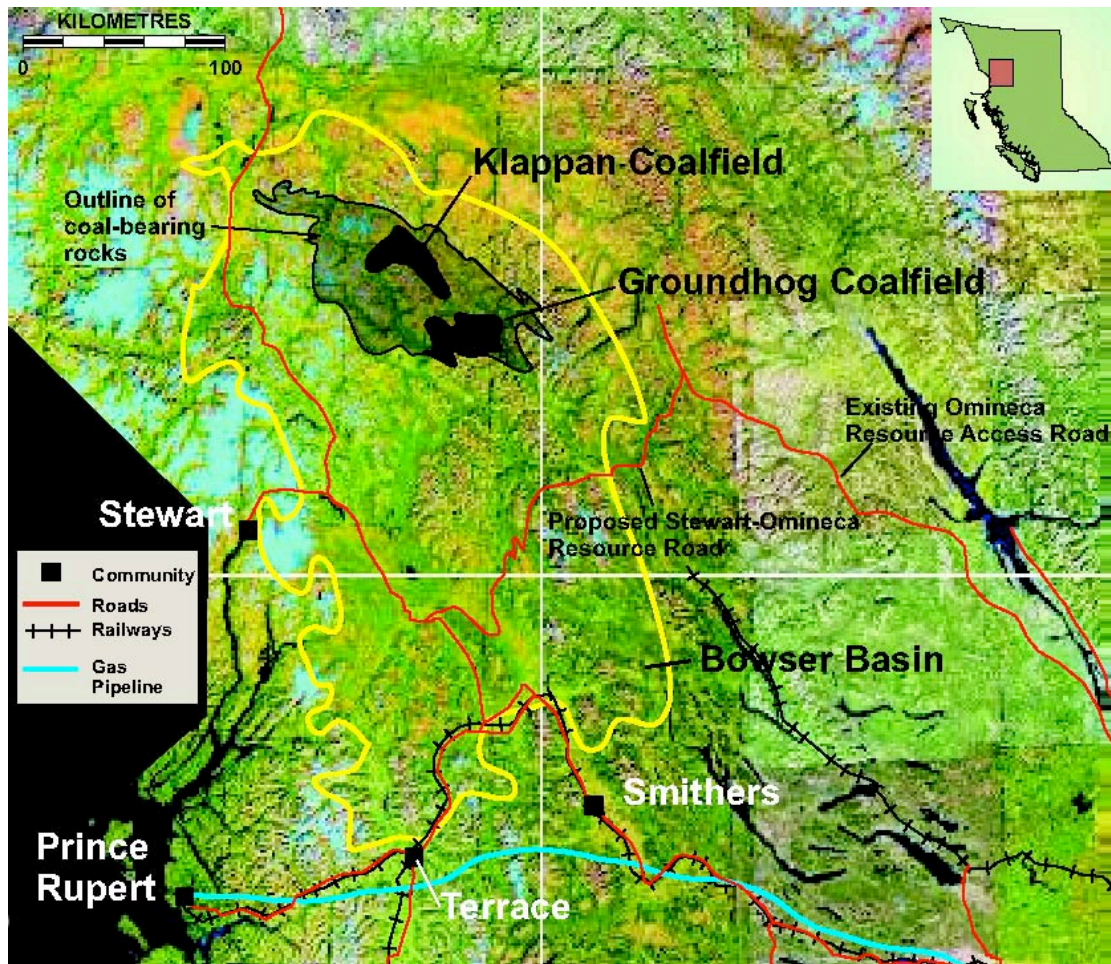 KILOMETRES
0 100
Klappan Coalfield
Outline of
coal-bearing
rocks
Groundhog Coalfield
Existing Omineca
Resource Access Road
Stewart
Proposed Stewart-Omineca
Resource Road
Community
Roads
Railways
Gas
Pipeline
Bowser Basin
Smithers
Prince
Rupert
Terrace